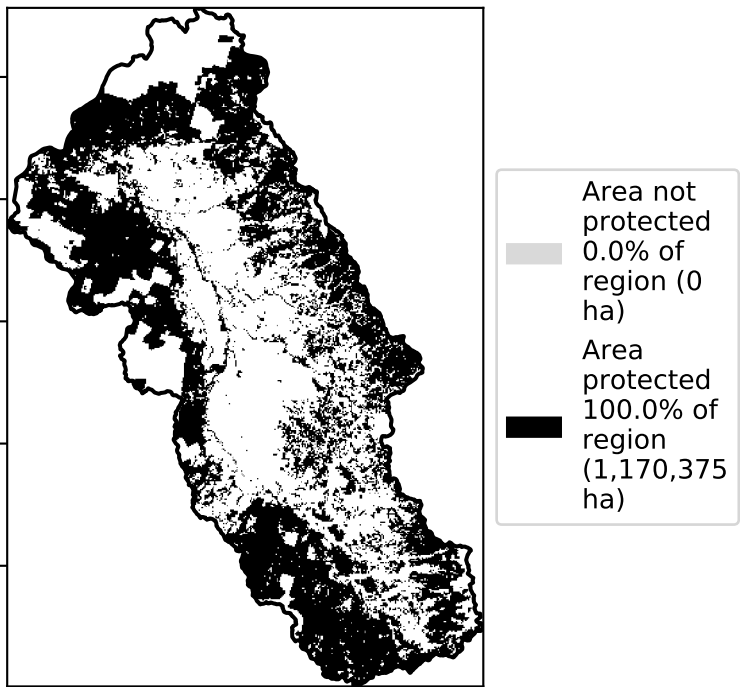 Area not
protected
0.0% of
region (0
ha)
Area
protected
100.0% of
region
(1,170,375
ha)